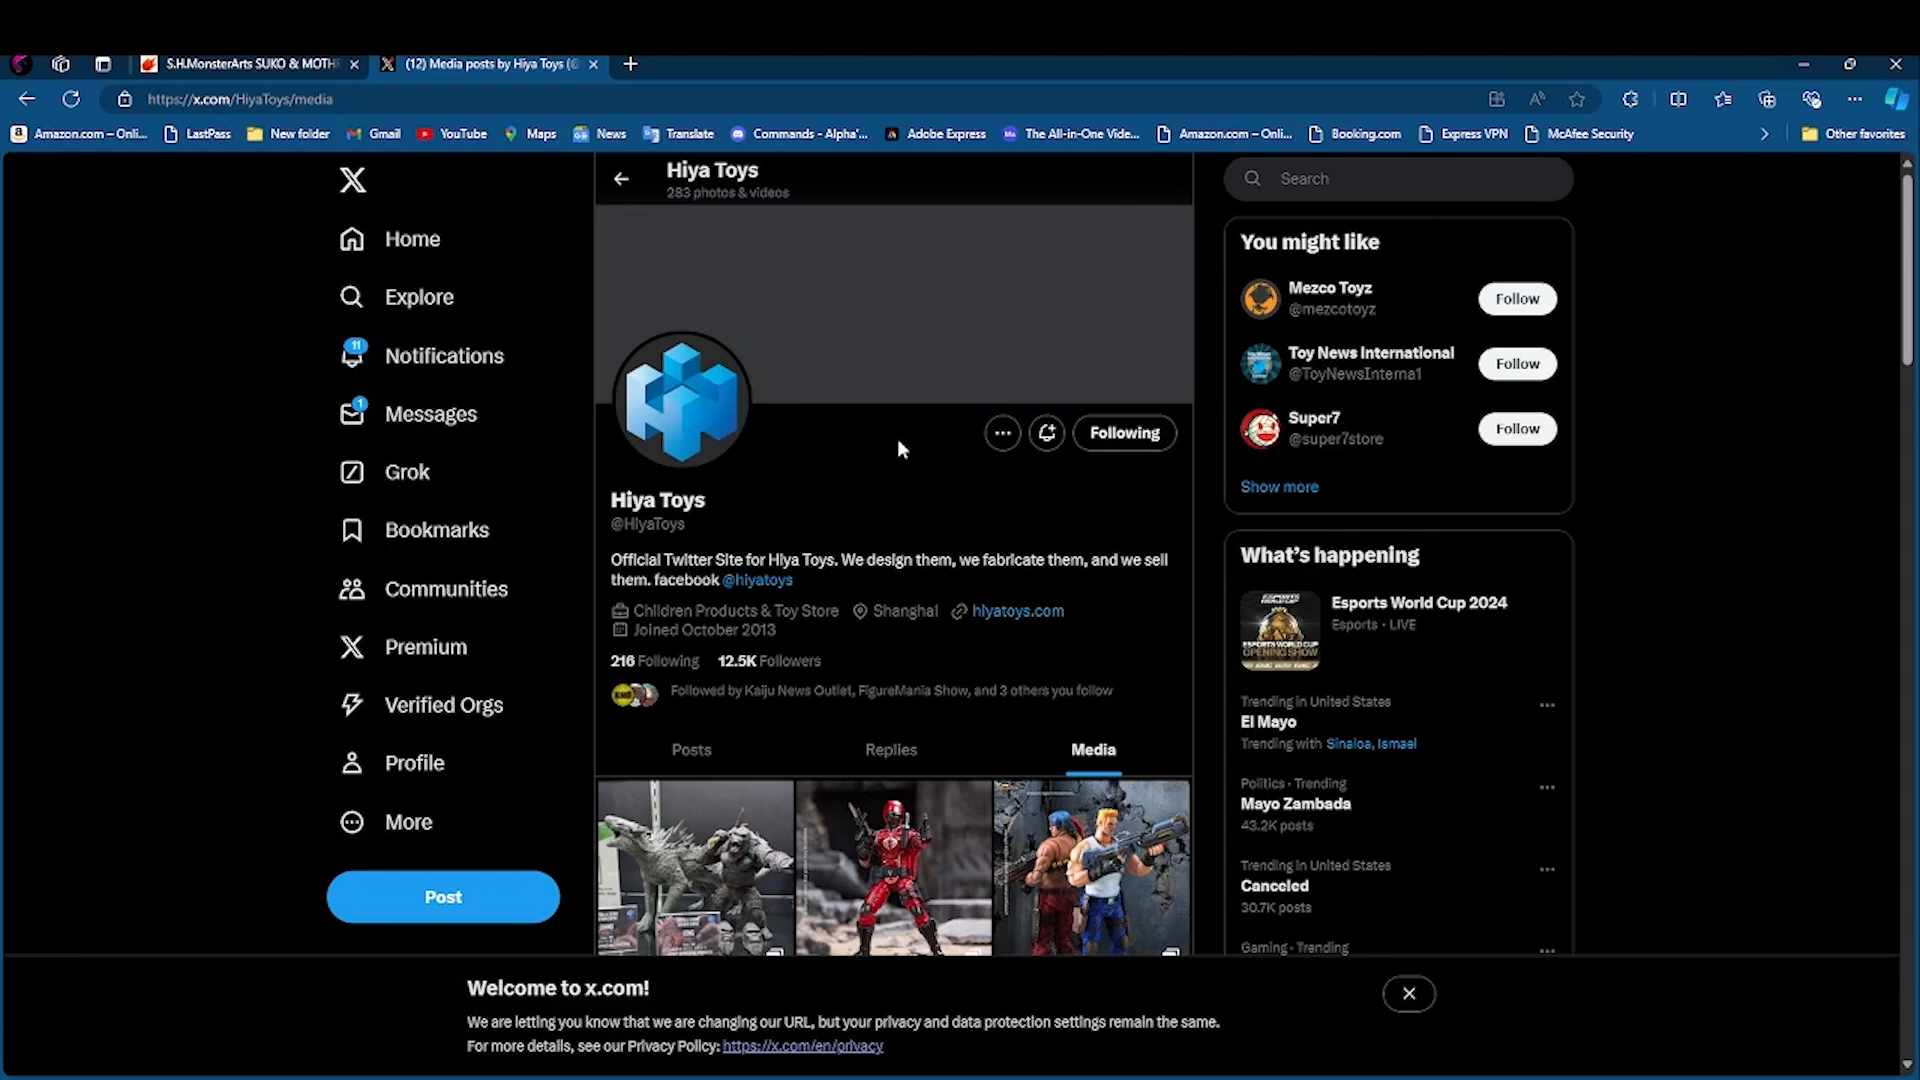 S.H.MonsterArts SUKO & MOTH
(12) Media posts by Hiya Toys (@
https://x.com/HiyaToys/media
Amazon.com – Onli...
LastPass
New folder
Gmail
YouTube
Maps
News
Translate
Commands - Alpha'...
Adobe Express
The All-in-One Vide...
Amazon.com – Onli...
Booking.com
Express VPN
McAfee Security
Other favorites
Home
Explore
11
Notifications
1
Messages
Grok
Bookmarks
Communities
Premium
Verified Orgs
Profile
More
Post
Hiya Toys
283 photos & videos
Following
Hiya Toys
@HiyaToys
Official Twitter Site for Hiya Toys. We design them, we fabricate them, and we sell
them. facebook @hiyatoys
Children Products & Toy Store Shanghai hiyatoys.com
Joined October 2013
216 Following 12.5K Followers
Followed by Kaiju News Outlet, FigureMania Show, and 3 others you follow
Posts Replies Media
Search
You might like
Mezco Toyz
@mezcotoyz
Follow
Toy News International
@ToyNewsInterna1
Follow
Super7
@super7store
Follow
Show more
What's happening
Esports World Cup 2024
Esports · LIVE
Trending in United States
El Mayo
Trending with Sinaloa, Ismael
Politics · Trending
Mayo Zambada
43.2K posts
Trending in United States
Canceled
30.7K posts
Gaming · Trending
Welcome to x.com!
We are letting you know that we are changing our URL, but your privacy and data protection settings remain the same.
For more details, see our Privacy Policy: https://x.com/en/privacy